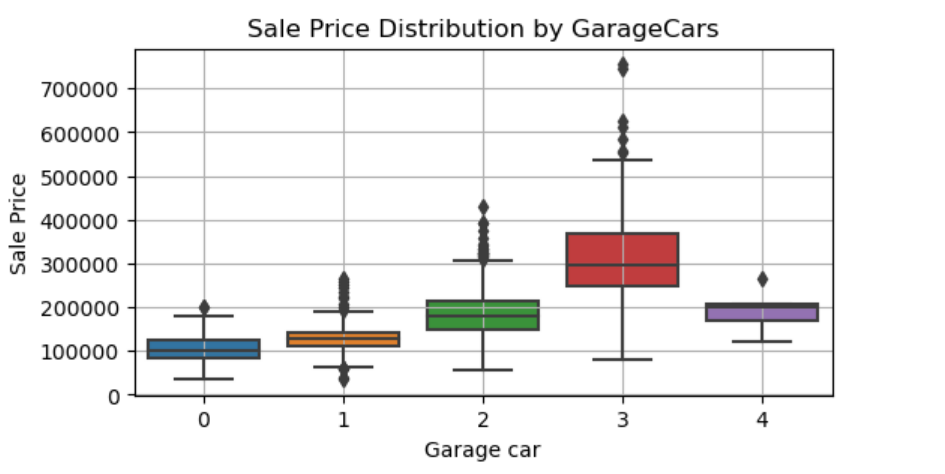 Sale Price Distribution by GarageCars
700000
600000
500000
400000
300000
200000
100000
0
Sale Price
0 1 2 3 4
Garage car